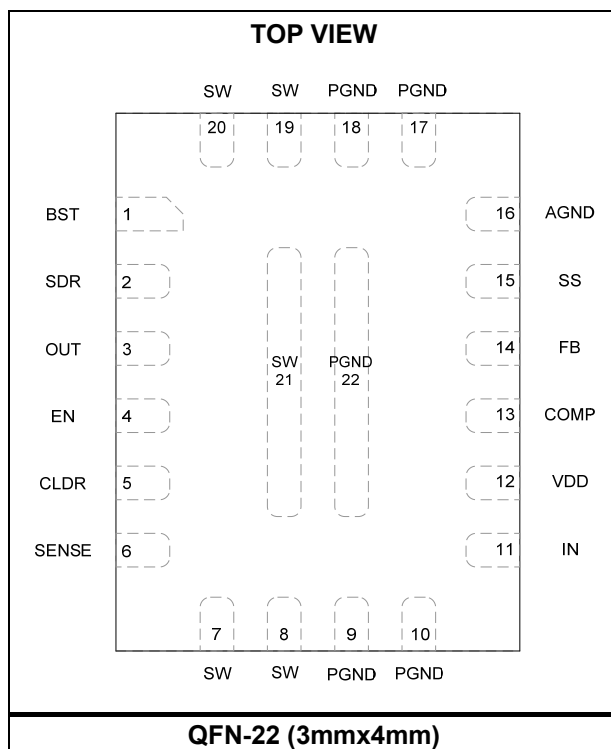 TOP VIEW
SW SW PGND PGND
20 19 18 17
BST 1 16 AGND
SDR 2 15 SS
OUT 3 14 FB
SW PGND
21 22
EN 4 13 COMP
CLDR 5 12 VDD
SENSE 6 11 IN
7 8 9 10
SW SW PGND PGND
QFN-22 (3mmx4mm)